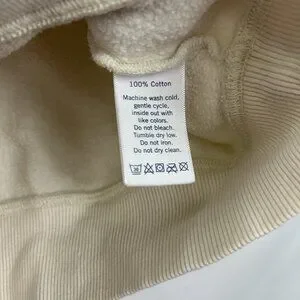 100% Cotton
Machine wash cold,
gentle cycle,
inside out with
like colors.
Do not bleach.
Tumble dry low.
Do not iron.
Do not dry clean.